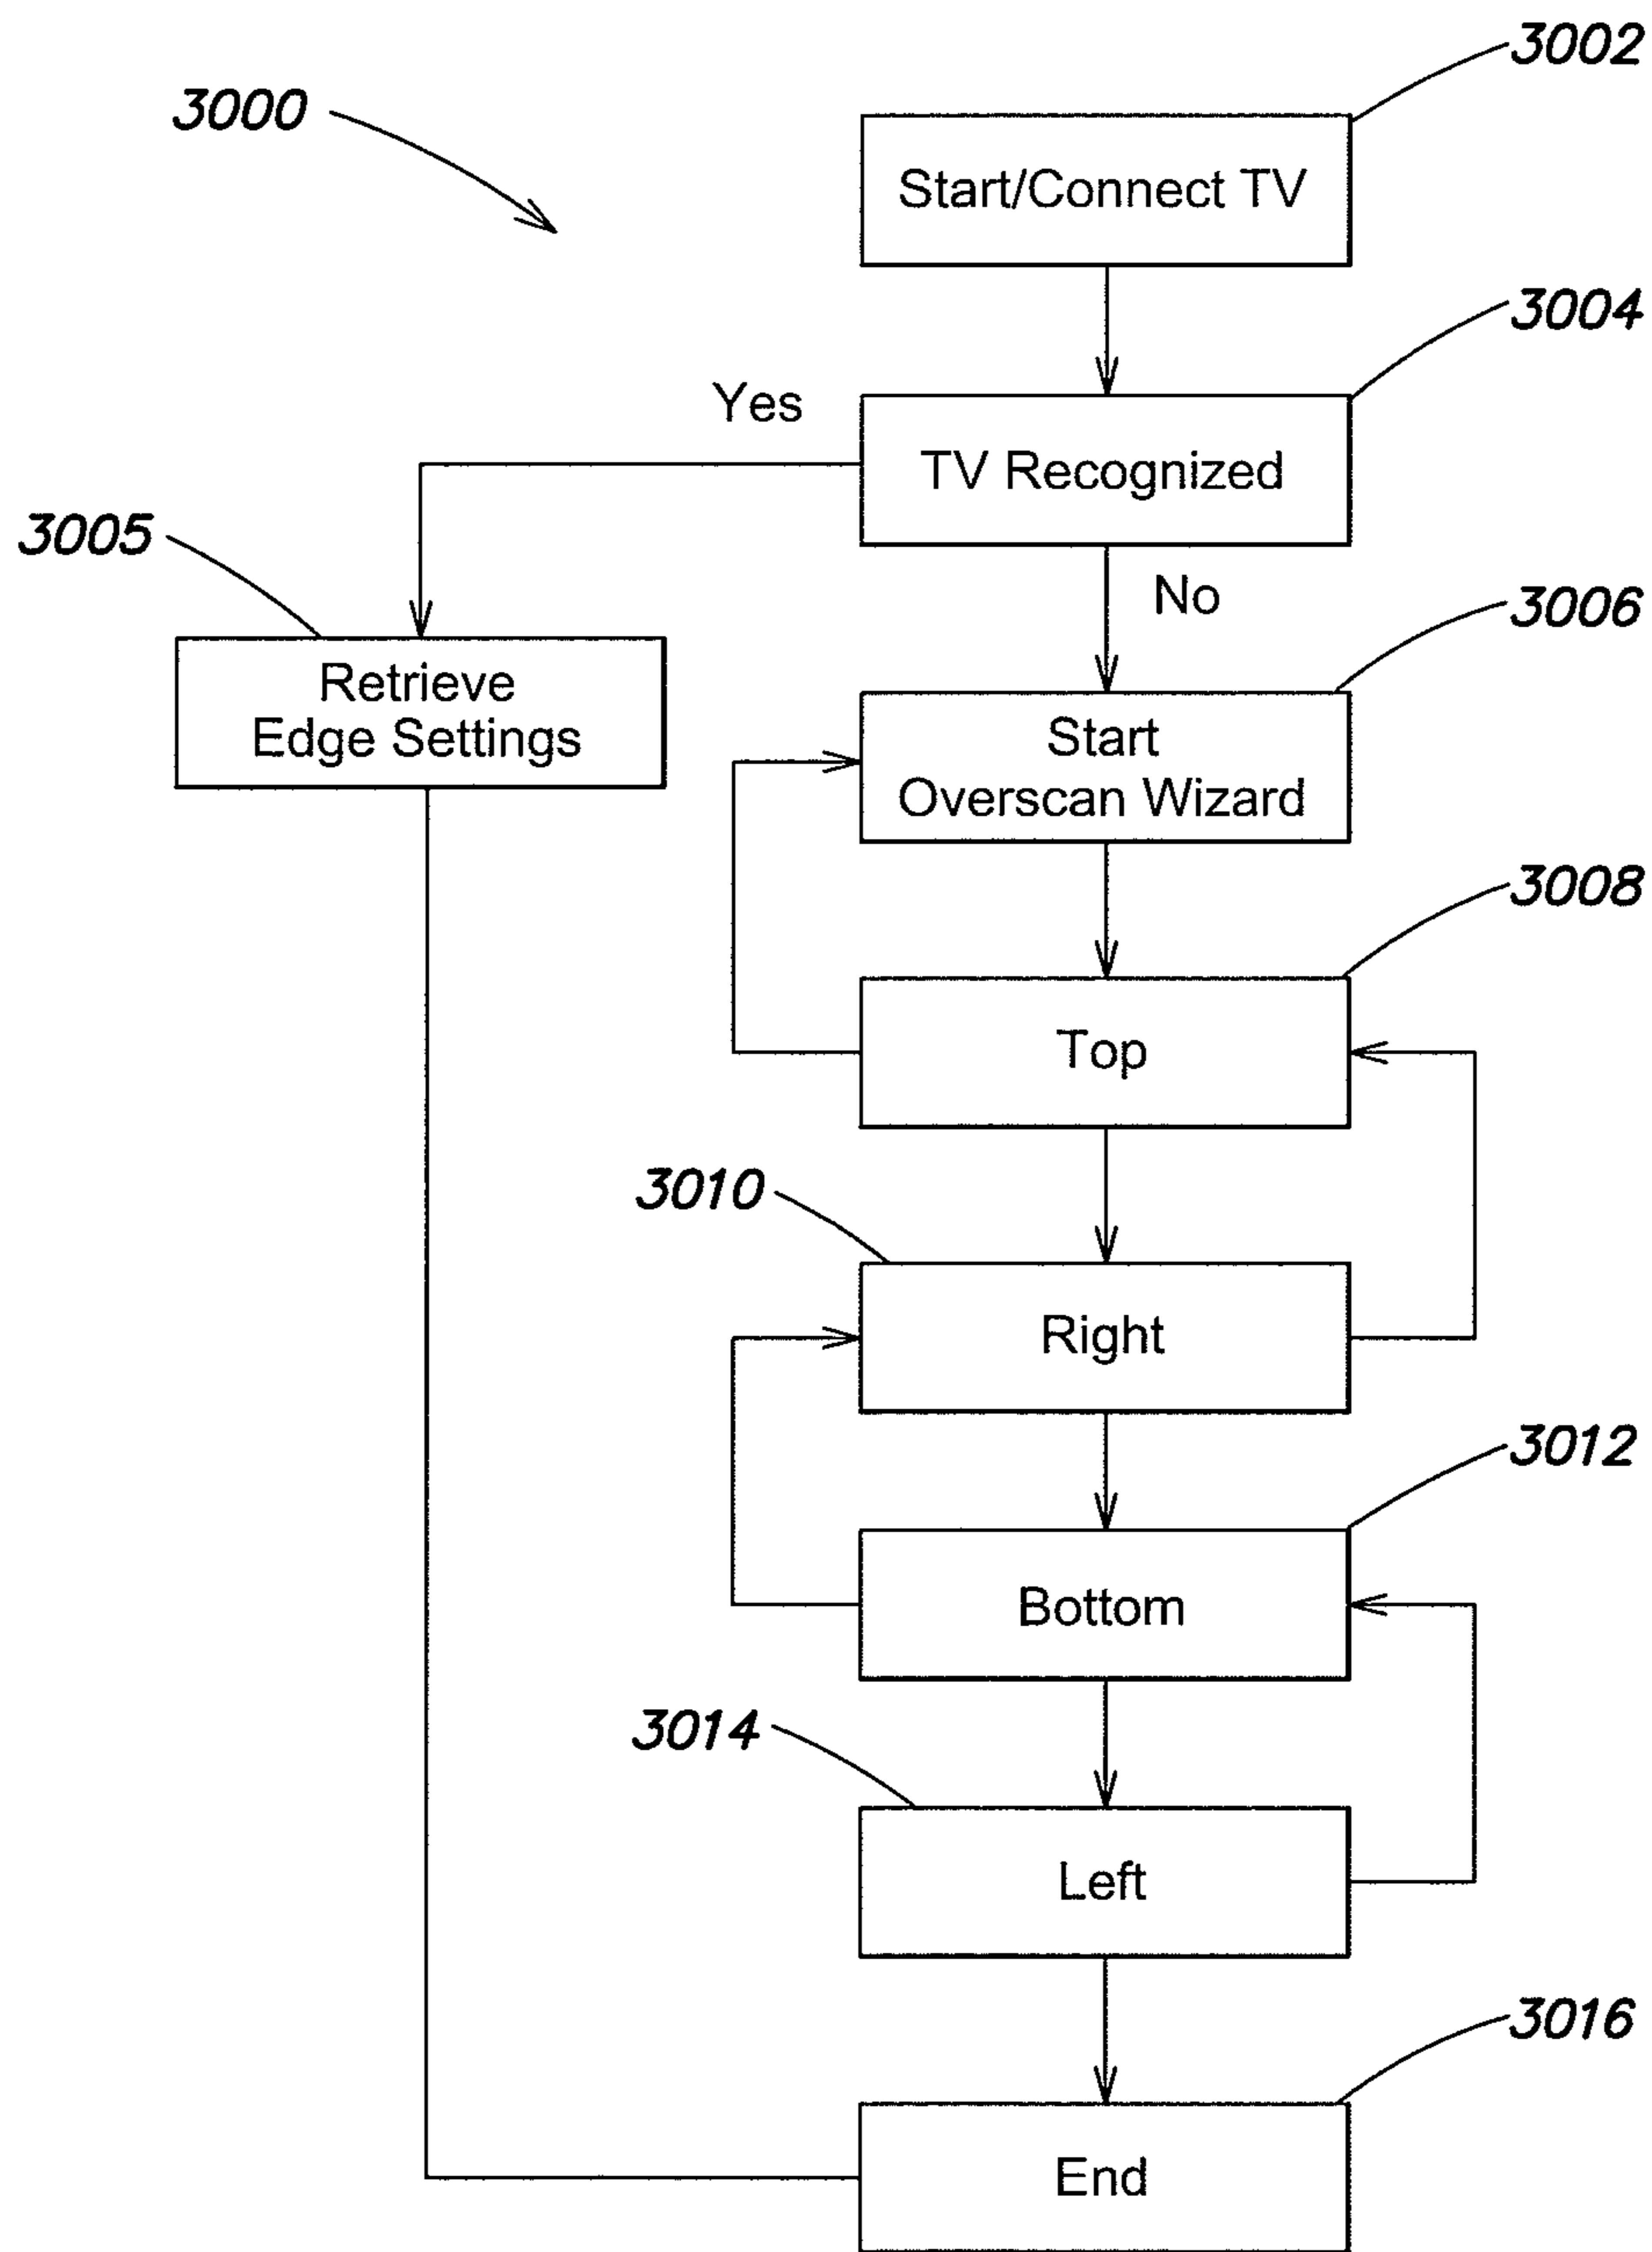 3002
3000
Start/Connect TV
3004
Yes
TV Recognized
3005
No
3006
Retrieve
Edge Settings
Start
Overscan Wizard
3008
Top
3010
Right
3012
Bottom
3014
Left
3016
End